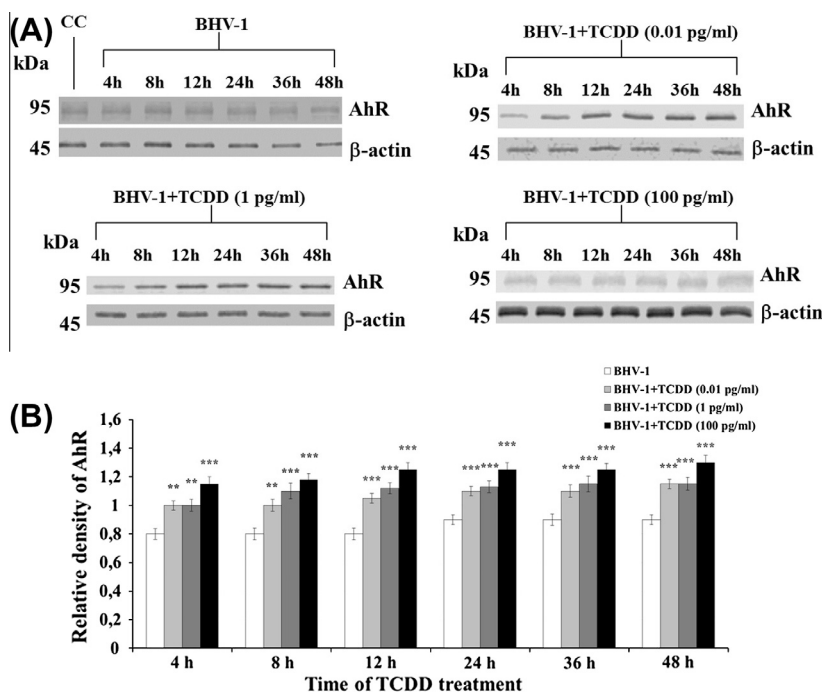 (A)
CC
BHV-1
kDa
4h 8h 12h 24h 36h 48h
95 AhR
45 β-actin
BHV-1+TCDD (0.01 pg/ml)
kDa
4h 8h 12h 24h 36h 48h
95 AhR
45 β-actin
BHV-1+TCDD (1 pg/ml)
kDa
4h 8h 12h 24h 36h 48h
95 AhR
45 β-actin
BHV-1+TCDD (100 pg/ml)
kDa
4h 8h 12h 24h 36h 48h
95 AhR
45 β-actin
(B)
BHV-1
BHV-1+TCDD (0.01 pg/ml)
BHV-1+TCDD (1 pg/ml)
BHV-1+TCDD (100 pg/ml)
Relative density of AhR
1,6
1,4
1,2
1
0,8
0,6
0,4
0,2
0
** ** *** ** *** *** *** *** *** *** *** *** *** *** *** *** *** ***
4 h 8 h 12 h 24 h 36 h 48 h
Time of TCDD treatment